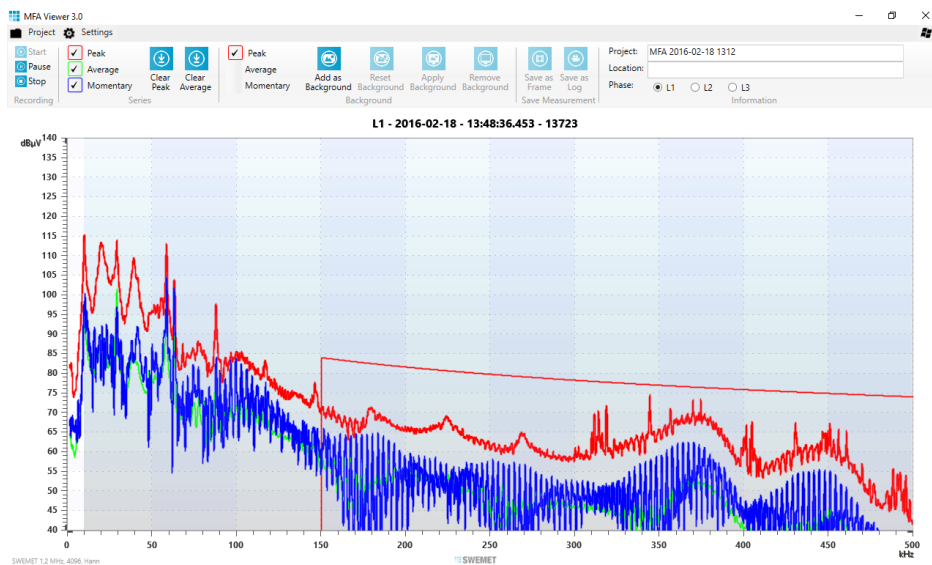 MFA Viewer 3.0
Project Settings
Start
Pause
Stop
Recording
Peak
Average
Momentary
Clear Peak
Clear Average
Series
Peak
Average
Momentary
Add as Background
Reset Background
Apply Background
Remove Background
Background
Save as Frame
Save as Log
Save Measurement
Project: MFA 2016-02-18 1312
Location:
Phase: L1 L2 L3
Information
L1 - 2016-02-18 - 13:48:36.453 - 13723
dBµV
140
135
130
125
120
115
110
105
100
95
90
85
80
75
70
65
60
55
50
45
40
0 50 100 150 200 250 300 350 400 450 500
kHz
SWEMET 1,2 MHz, 4096, Hann
SWEMET